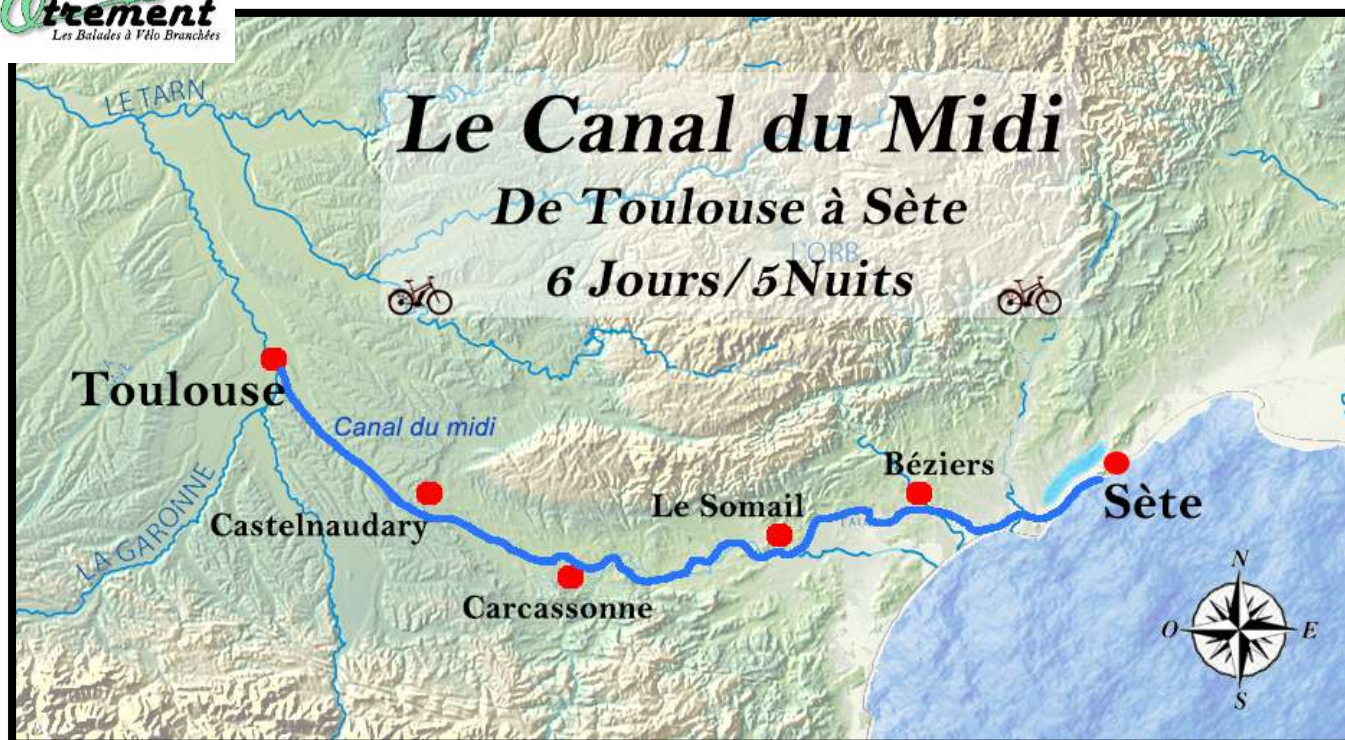 trement
Les Balades à Vélo Branchées
LE TARN
Le Canal du Midi
De Toulouse à Sète
L'ORB
6 Jours/5Nuits
Toulouse
Canal du midi
LA GARONNE
Castelnaudary
Carcassonne
Le Somail
Béziers
Sète
N
O
E
S